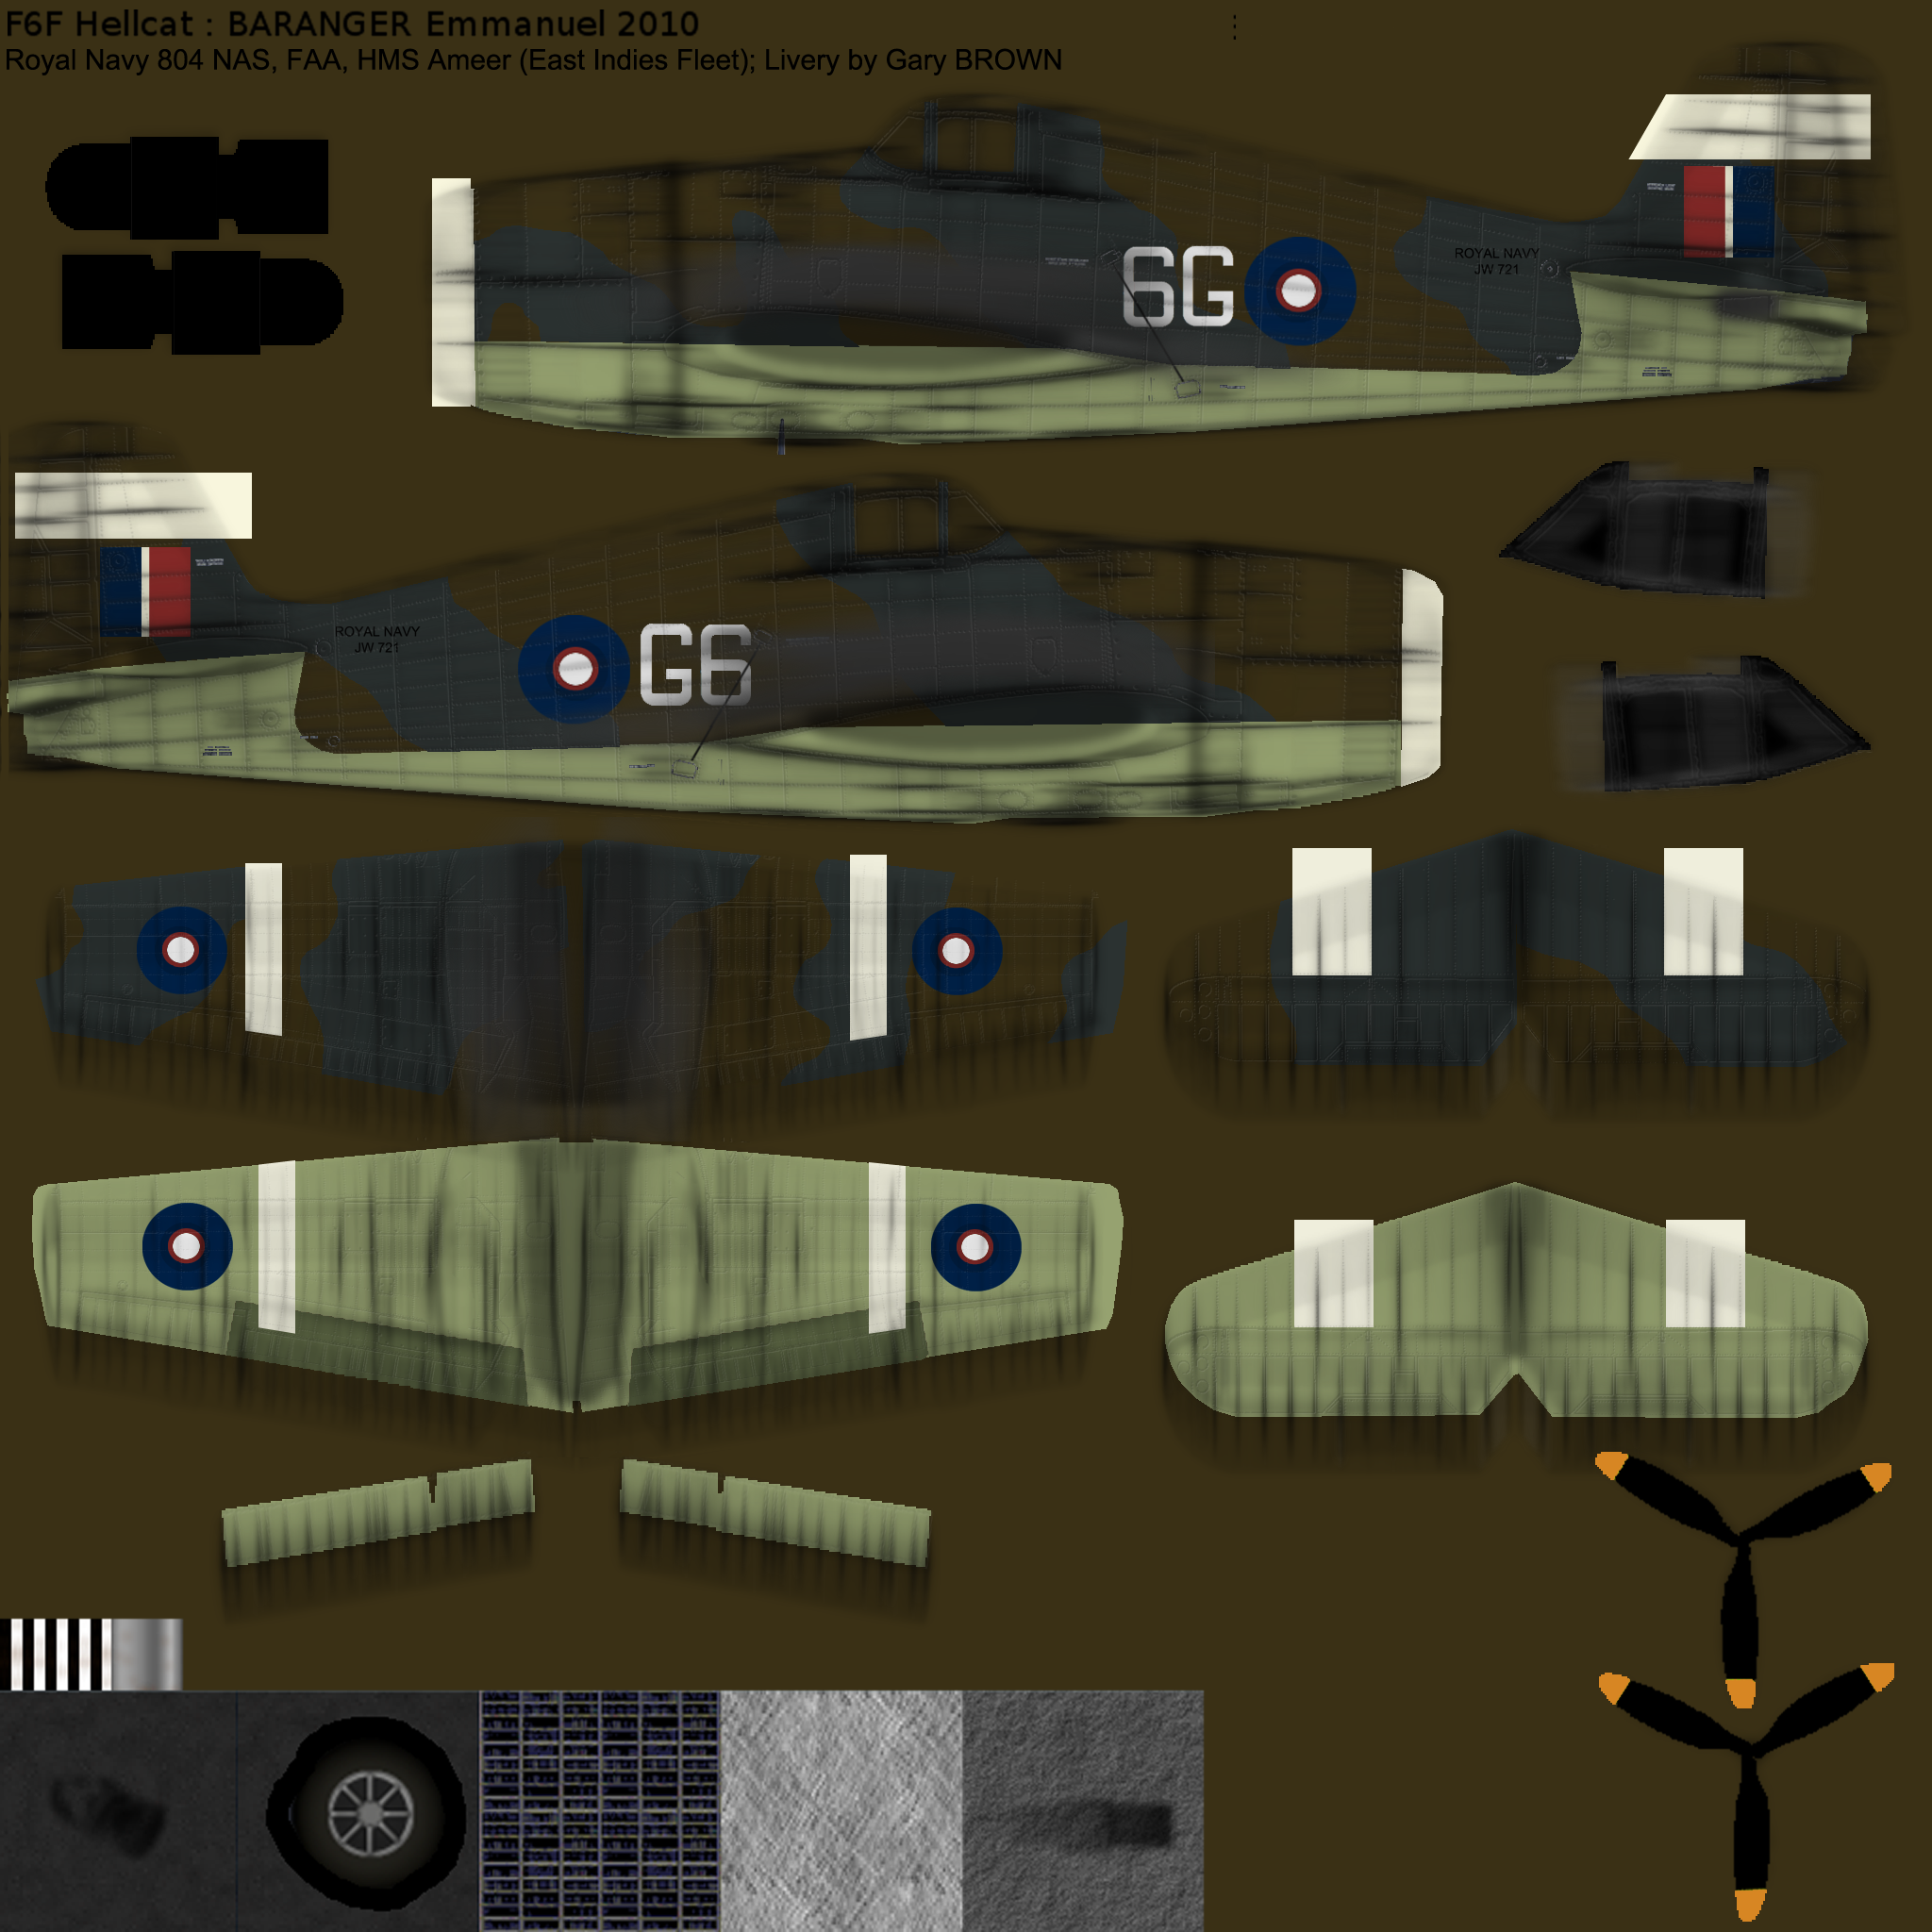 F6F Hellcat : BARANGER Emmanuel 2010
Royal Navy 804 NAS, FAA, HMS Ameer (East Indies Fleet); Livery by Gary BROWN
6G
ROYAL NAVY
JW 721
ROYAL NAVY
JW 721
G6